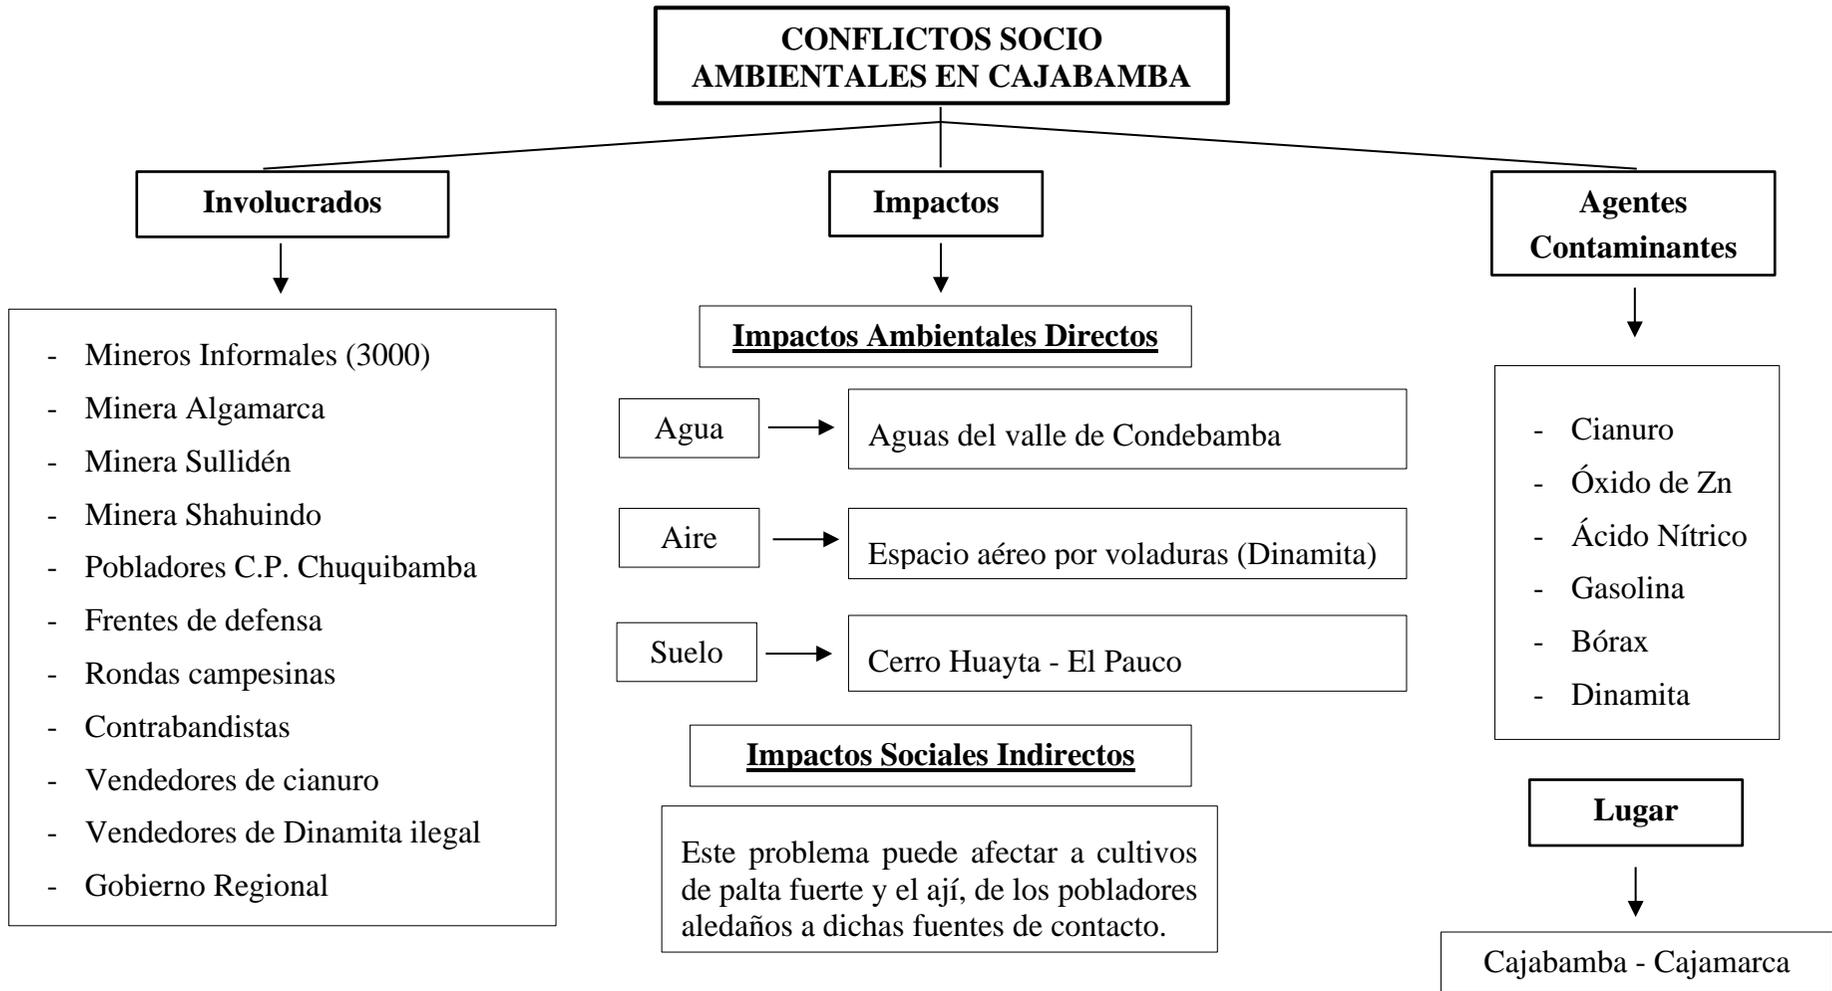 CONFLICTOS SOCIO
AMBIENTALES EN CAJABAMBA
Involucrados
- Mineros Informales (3000)
- Minera Algamarca
- Minera Sullidén
- Minera Shahuindo
- Pobladores C.P. Chuquibamba
- Frentes de defensa
- Rondas campesinas
- Contrabandistas
- Vendedores de cianuro
- Vendedores de Dinamita ilegal
- Gobierno Regional
Impactos
Impactos Ambientales Directos
Agua
Aguas del valle de Condebamba
Aire
Espacio aéreo por voladuras (Dinamita)
Suelo
Cerro Huayta - El Pauco
Impactos Sociales Indirectos
Este problema puede afectar a cultivos
de palta fuerte y el ají, de los pobladores
aledaños a dichas fuentes de contacto.
Agentes
Contaminantes
- Cianuro
- Óxido de Zn
- Ácido Nítrico
- Gasolina
- Bórax
- Dinamita
Lugar
Cajabamba - Cajamarca